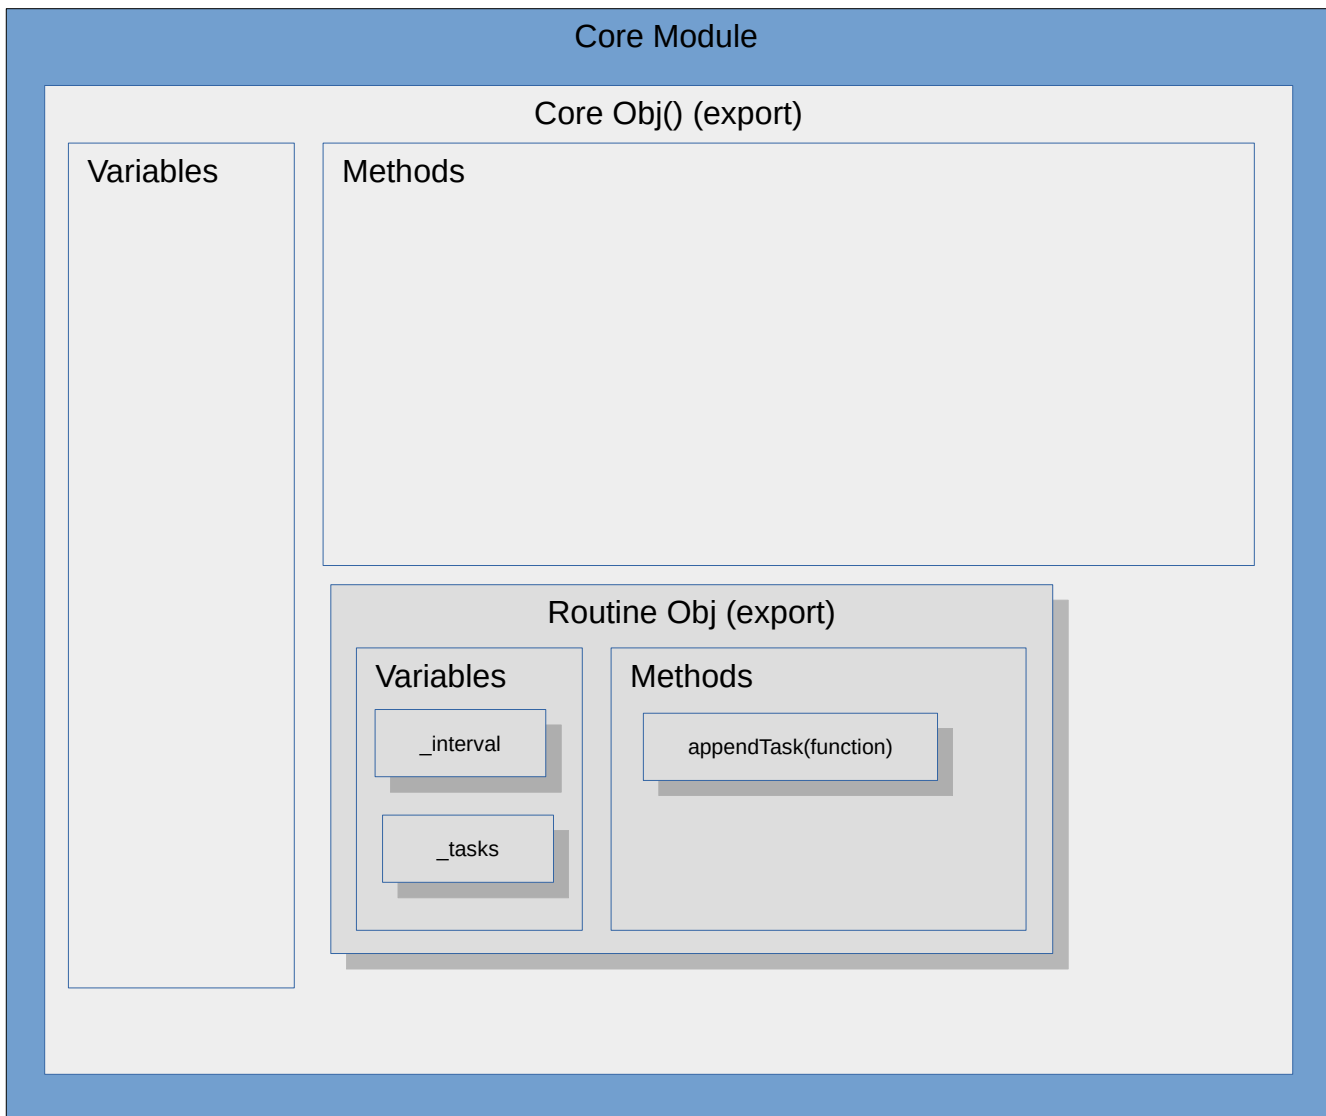 Core Module
Core Obj() (export)
Variables
Methods
Routine Obj (export)
Variables
Methods
_interval
appendTask(function)
_tasks